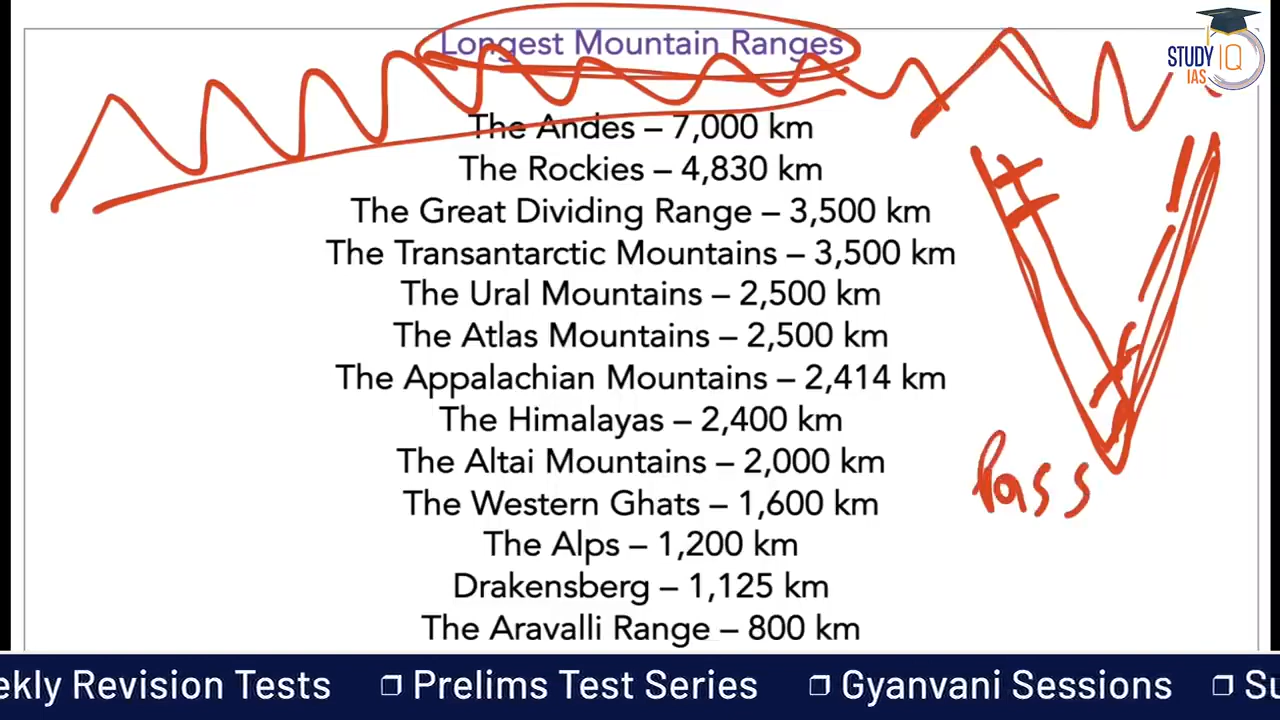 Longest Mountain Ranges
STUDY IQ
IAS
The Andes – 7,000 km
The Rockies – 4,830 km
The Great Dividing Range – 3,500 km
The Transantarctic Mountains – 3,500 km
The Ural Mountains – 2,500 km
The Atlas Mountains – 2,500 km
The Appalachian Mountains – 2,414 km
The Himalayas – 2,400 km
The Altai Mountains – 2,000 km
Pass
The Western Ghats – 1,600 km
The Alps – 1,200 km
Drakensberg – 1,125 km
The Aravalli Range – 800 km
ekly Revision Tests ❐ Prelims Test Series ❐ Gyanvani Sessions ❐ Su